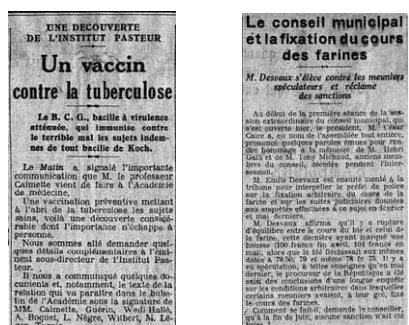 UNE DECOUVERTE
DE L'INSTITUT PASTEUR
Un vaccin
contre la tuberculose
Le B. C. G., bacille à virulence
atténuée, qui immunise contre
le terrible mal les sujets indem-
nes de tout bacille de Koch.
Le Matin a signalé l'importante
communication que M. le professeur
Calmette vient de faire à l'Académie
de médecine.
Une vaccination préventive mettant
à l'abri de la tuberculose les sujets
sains, voilà une découverte considé-
rable dont l'importance n'échappe à
personne.
Nous sommes allé demander quel-
ques détails complémentaires à l'émi-
nent sous-directeur de l'Institut Pas-
teur.
Il nous a communiqué quelques do-
cuments et, notamment, le texte de la
relation qui va paraître dans le bulle-
tin de l'Académie sous la signature de
MM. Calmette, Guérin, Weill-Hallé,
A. Boquet, L. Nègre, Wilbert, M. Lé-
Le conseil municipal
et la fixation du cours
des farines
M. Desvaux s'élève contre les meuniers
spéculateurs et réclame
des sanctions
Au début de la première séance de la ses-
sion extraordinaire du conseil municipal, qui
s'est ouverte hier, le président, M. César
Caire a, en nom de l'assemblée tout entière,
prononcé quelques paroles émues pour ren-
dre hommage à la mémoire de M. Henri
Galli et de M. Tony Michaud, anciens mem-
bres du conseil, décédés pendant l'inter-
session.
M. Emile Desvaux est ensuite monté à la
tribune pour interpeller le préfet de police
sur la fixation arbitraire du cours de la
farine et sur les suites judiciaires données
aux enquêtes effectuées à ce sujet en février
et mai derniers.
M. Desvaux affirma qu'il y a rupture
d'équilibre entre le cours du blé et celui de
la farine, cette dernière ayant
hausse (100 francs fin avril, 104 francs en
mai), alors que le blé fléchissait aux mêmes
dates à 79.50, 79 et même 78 fr. 75. Il y a
eu spéculation, à telles enseignes qu'en mai
dernier, le procureur de la République a été
saisi des conclusions d'une longue enquête
sur les conditions arbitraires dans lesquelles
certains meuniers avaient, à leur gré, fixé
le cours des farines.
Comment se fait-il, demande le conseiller,
qu'à la fin de juin, aucune sanction n'ait été